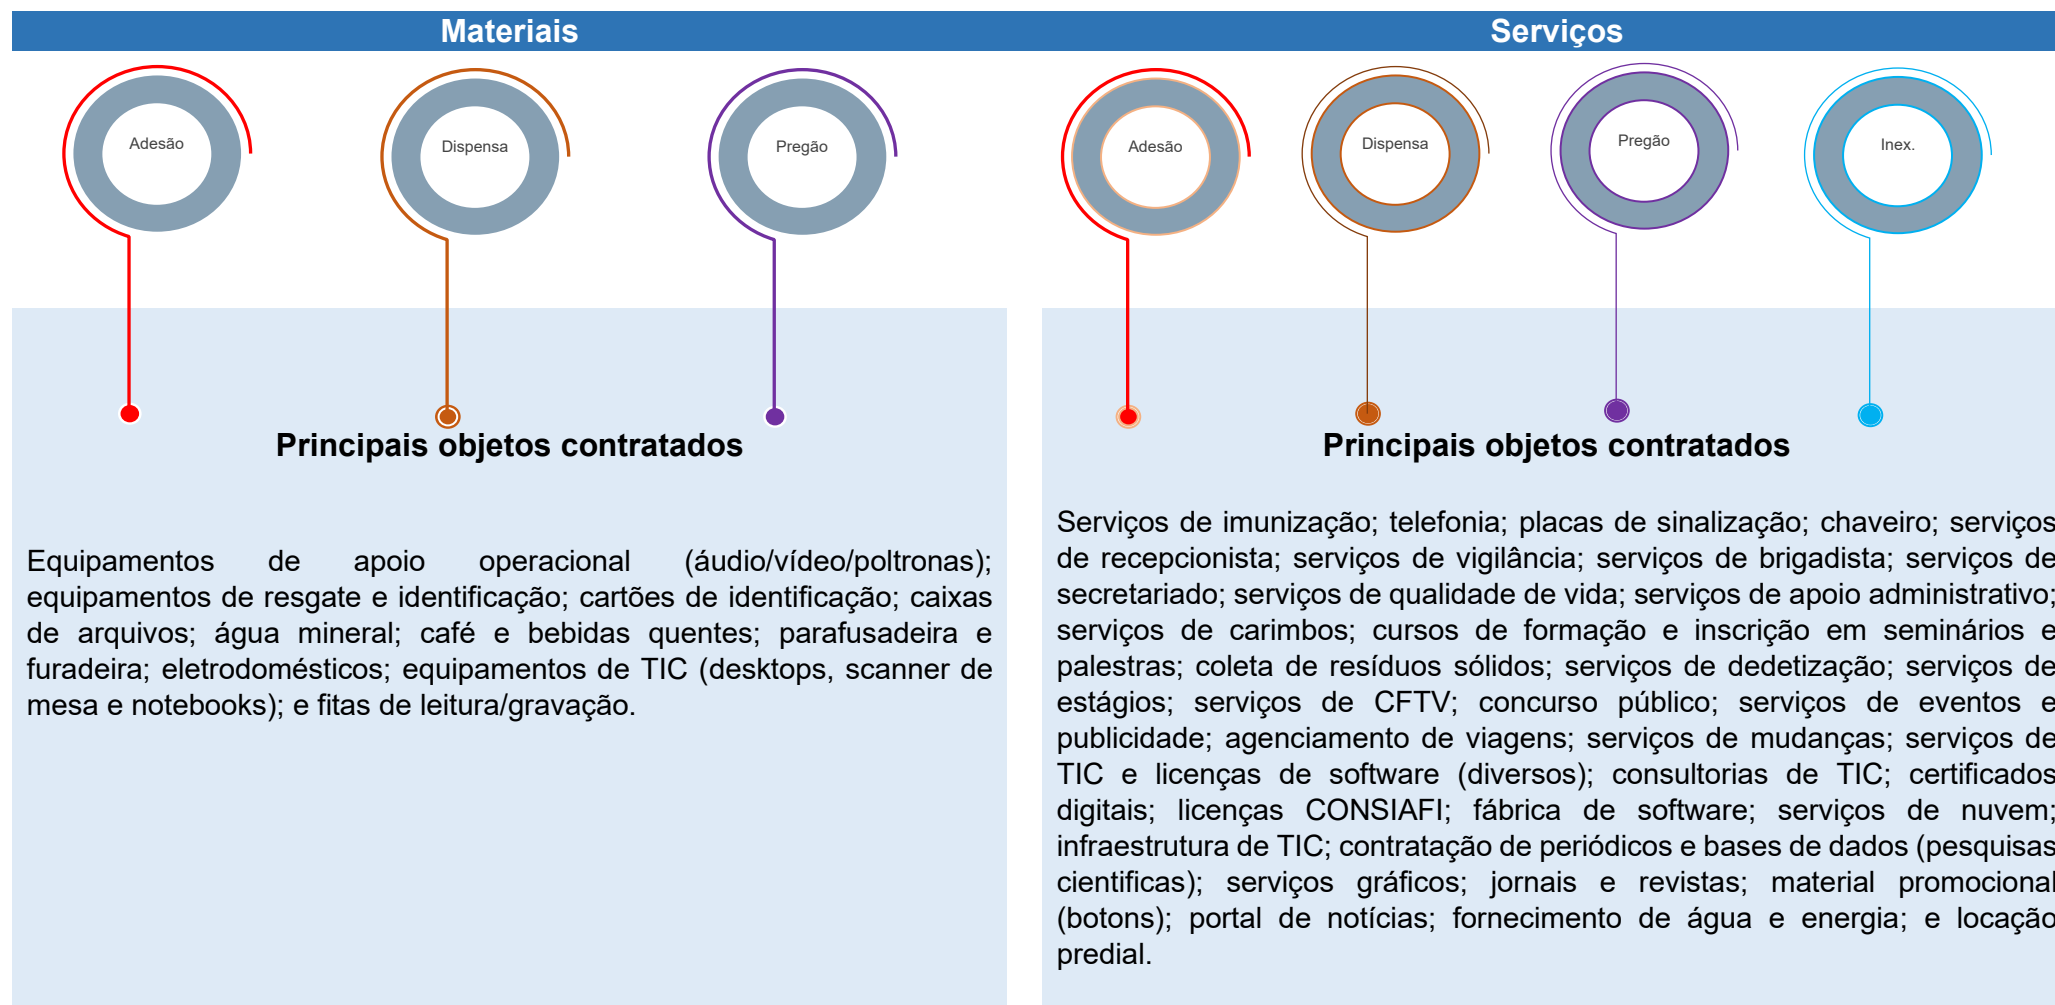 Materiais
Serviços
Adesão
Dispensa
Pregão
Adesão
Dispensa
Pregão
Inex.
Principais objetos contratados
Equipamentos de apoio operacional (áudio/vídeo/poltronas);
equipamentos de resgate e identificação; cartões de identificação; caixas
de arquivos; água mineral; café e bebidas quentes; parafusadeira e
furadeira; eletrodomésticos; equipamentos de TIC (desktops, scanner de
mesa e notebooks); e fitas de leitura/gravação.
Principais objetos contratados
Serviços de imunização; telefonia; placas de sinalização; chaveiro; serviços
de recepcionista; serviços de vigilância; serviços de brigadista; serviços de
secretariado; serviços de qualidade de vida; serviços de apoio administrativo;
serviços de carimbos; cursos de formação e inscrição em seminários e
palestras; coleta de resíduos sólidos; serviços de dedetização; serviços de
estágios; serviços de CFTV; concurso público; serviços de eventos e
publicidade; agenciamento de viagens; serviços de mudanças; serviços de
TIC e licenças de software (diversos); consultorias de TIC; certificados
digitais; licenças CONSIAFI; fábrica de software; serviços de nuvem;
infraestrutura de TIC; contratação de periódicos e bases de dados (pesquisas
cientificas); serviços gráficos; jornais e revistas; material promocional
(botons); portal de notícias; fornecimento de água e energia; e locação
predial.